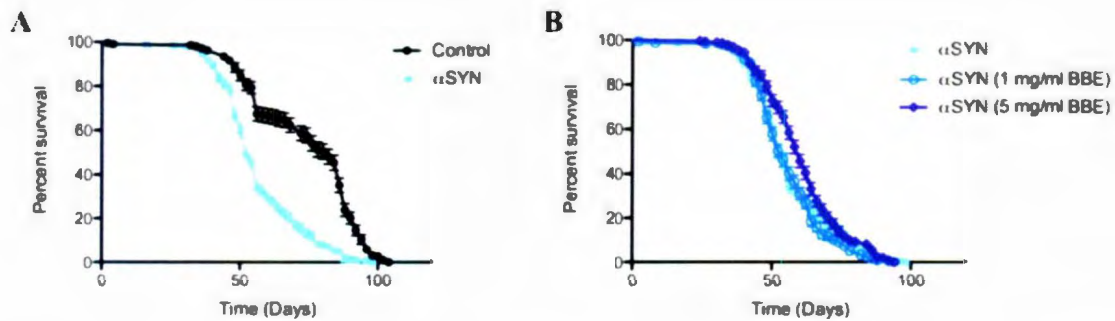 A
Percent survival
100
80
60
40
20
0
0
50
100
Time (Days)
Control
αSYN
B
Percent survival
100
80
60
40
20
0
0
50
100
Time (Days)
αSYN
αSYN (1 mg/ml BBE)
αSYN (5 mg/ml BBE)